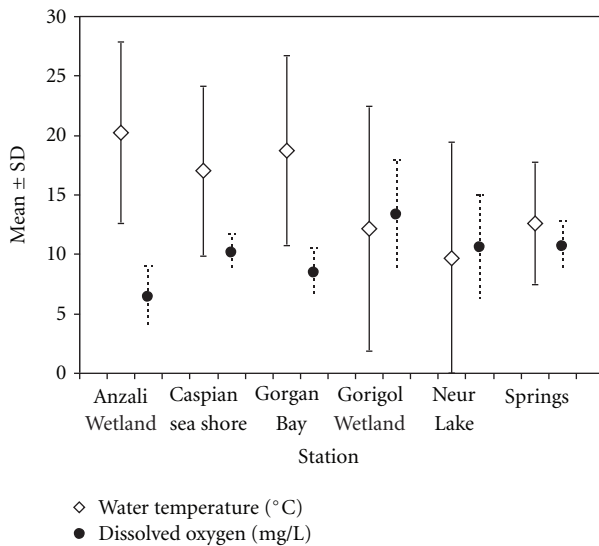 30
25
20
15
10
5
0
Mean ± SD
Anzali Wetland
Caspian sea shore
Gorgan Bay
Gorigol Wetland
Neur Lake
Springs
Station
◇ Water temperature (°C)
● Dissolved oxygen (mg/L)